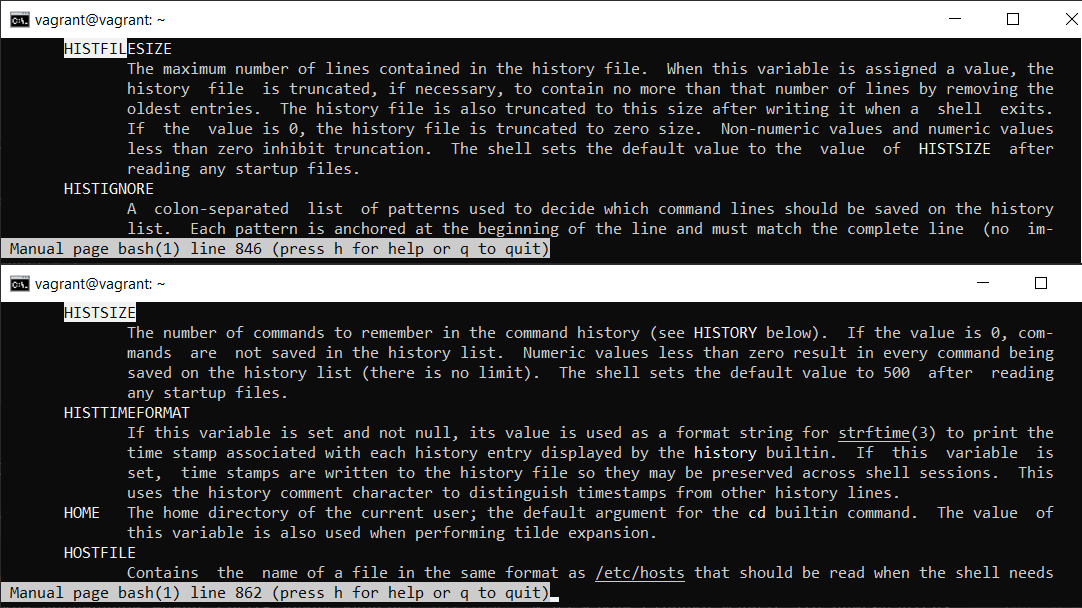 vagrant@vagrant: ~
HISTFILESIZE
The maximum number of lines contained in the history file.  When this variable is assigned a value, the
history  file  is truncated, if necessary, to contain no more than that number of lines by removing the
oldest entries.  The history file is also truncated to this size after writing it when a  shell  exits.
If  the  value is 0, the history file is truncated to zero size.  Non-numeric values and numeric values
less than zero inhibit truncation.  The shell sets the default value to the  value  of  HISTSIZE  after
reading any startup files.
HISTIGNORE
A  colon-separated  list  of patterns used to decide which command lines should be saved on the history
list.  Each pattern is anchored at the beginning of the line and must match the complete line  (no  im-
Manual page bash(1) line 846 (press h for help or q to quit)
vagrant@vagrant: ~
HISTSIZE
The number of commands to remember in the command history (see HISTORY below).  If the value is 0, com-
mands  are  not saved in the history list.  Numeric values less than zero result in every command being
saved on the history list (there is no limit).  The shell sets the default value to 500  after  reading
any startup files.
HISTTIMEFORMAT
If this variable is set and not null, its value is used as a format string for strftime(3) to print the
time stamp associated with each history entry displayed by the history builtin.  If  this  variable  is
set,  time stamps are written to the history file so they may be preserved across shell sessions.  This
uses the history comment character to distinguish timestamps from other history lines.
HOME   The home directory of the current user; the default argument for the cd builtin command.  The value  of
this variable is also used when performing tilde expansion.
HOSTFILE
Contains  the  name of a file in the same format as /etc/hosts that should be read when the shell needs
Manual page bash(1) line 862 (press h for help or q to quit)